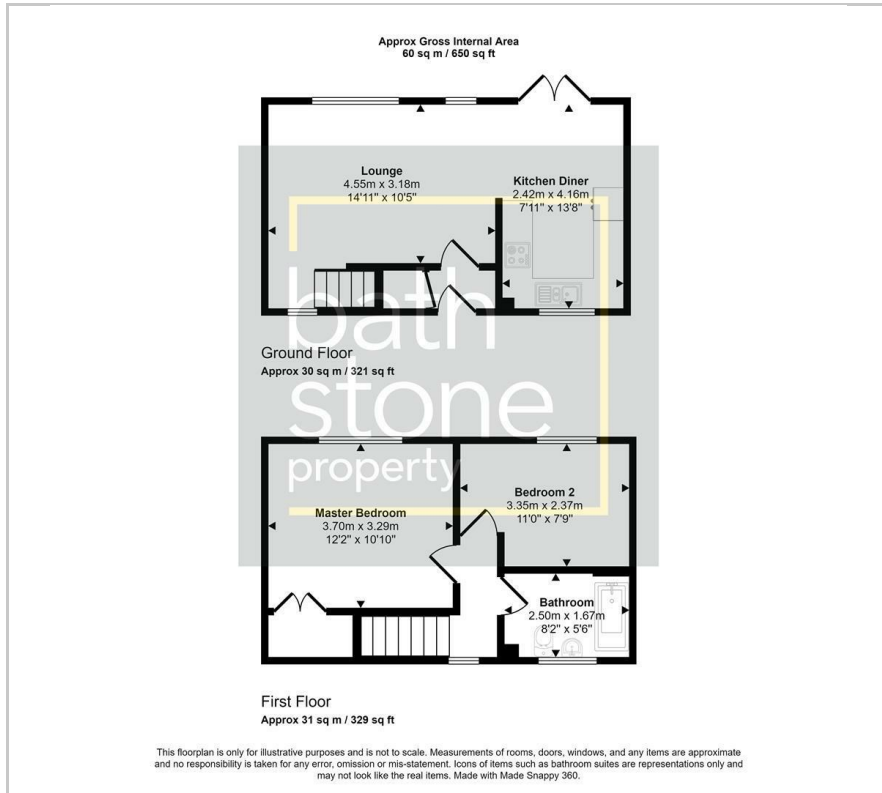 Approx Gross Internal Area
60 sq m / 650 sq ft
Lounge
4.55m x 3.18m
14'11" x 10'5"
Kitchen Diner
2.42m x 4.16m
7'11" x 13'8"
bath
stone
property
Ground Floor
Approx 30 sq m / 321 sq ft
Master Bedroom
3.70m x 3.29m
12'2" x 10'10"
Bedroom 2
3.35m x 2.37m
11'0" x 7'9"
Bathroom
2.50m x 1.67m
8'2" x 5'6"
First Floor
Approx 31 sq m / 329 sq ft
This floorplan is only for illustrative purposes and is not to scale. Measurements of rooms, doors, windows, and any items are approximate
and no responsibility is taken for any error, omission or mis-statement. Icons of items such as bathroom suites are representations only and
may not look like the real items. Made with Made Snappy 360.